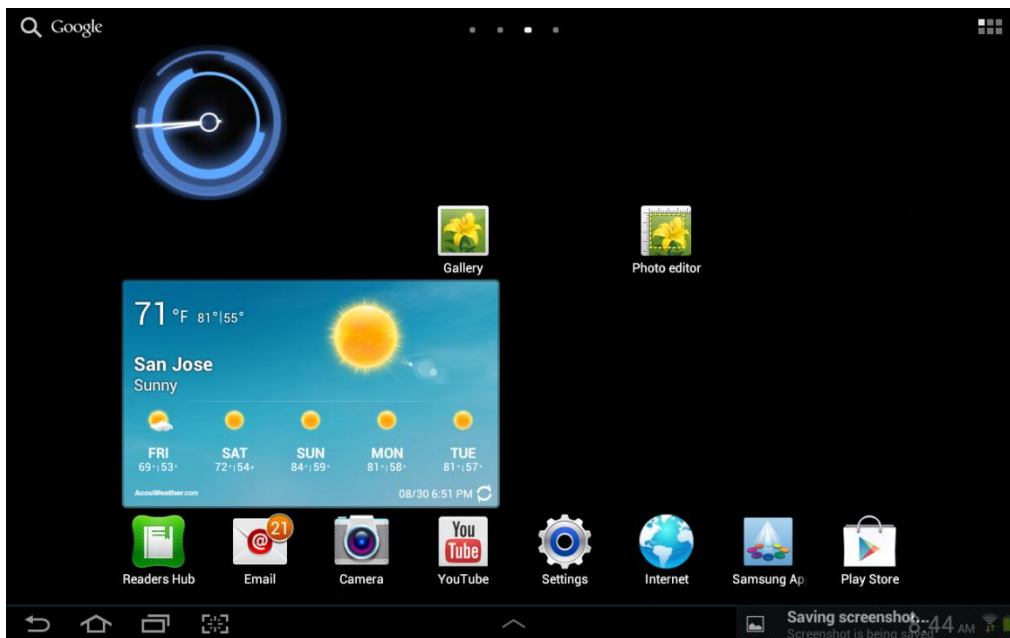 Google
Gallery
Photo editor
71 °F 81°|55°
San Jose
Sunny
FRI
SAT
SUN
MON
TUE
69°|53°
72°|54°
84°|59°
81°|58°
81°|57°
AccuWeather.com
08/30 6:51 PM
21
You
Tube
Readers Hub
Email
Camera
YouTube
Settings
Internet
Samsung Ap
Play Store
Saving screenshot...
Screenshot is being saved.
:44 AM